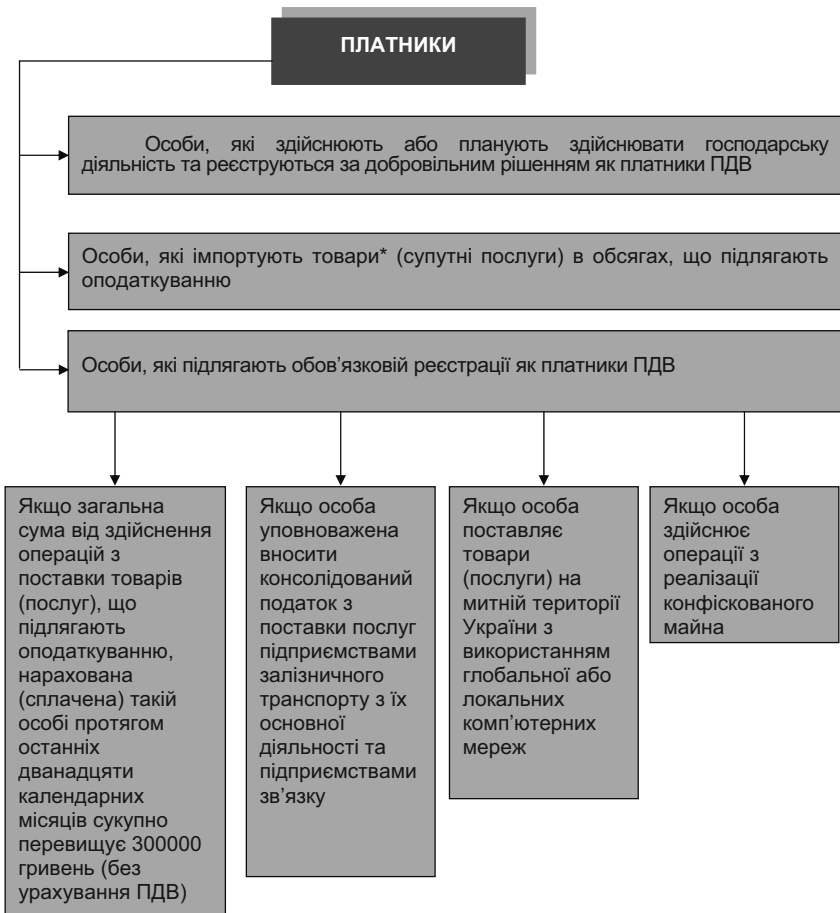 ПЛАТНИКИ
Особи, які здійснюють або планують здійснювати господарську
діяльність та реєструються за добровільним рішенням як платники ПДВ
Особи, які імпортують товари* (супутні послуги) в обсягах, що підлягають
оподаткуванню
Особи, які підлягають обов’язковій реєстрації як платники ПДВ
Якщо загальна
сума від здійснення
операцій з
поставки товарів
(послуг), що
підлягають
оподаткуванню,
нарахована
(сплачена) такій
особі протягом
останніх
дванадцяти
календарних
місяців сукупно
перевищує 300000
гривень (без
урахування ПДВ)
Якщо особа
уповноважена
вносити
консолідований
податок з
поставки послуг
підприємствами
залізничного
транспорту з їх
основної
діяльності та
підприємствами
зв’язку
Якщо особа
поставляє
товари
(послуги) на
митній території
України з
використанням
глобальної або
локальних
комп’ютерних
мереж
Якщо особа
здійснює
операції з
реалізації
конфіскованого
майна